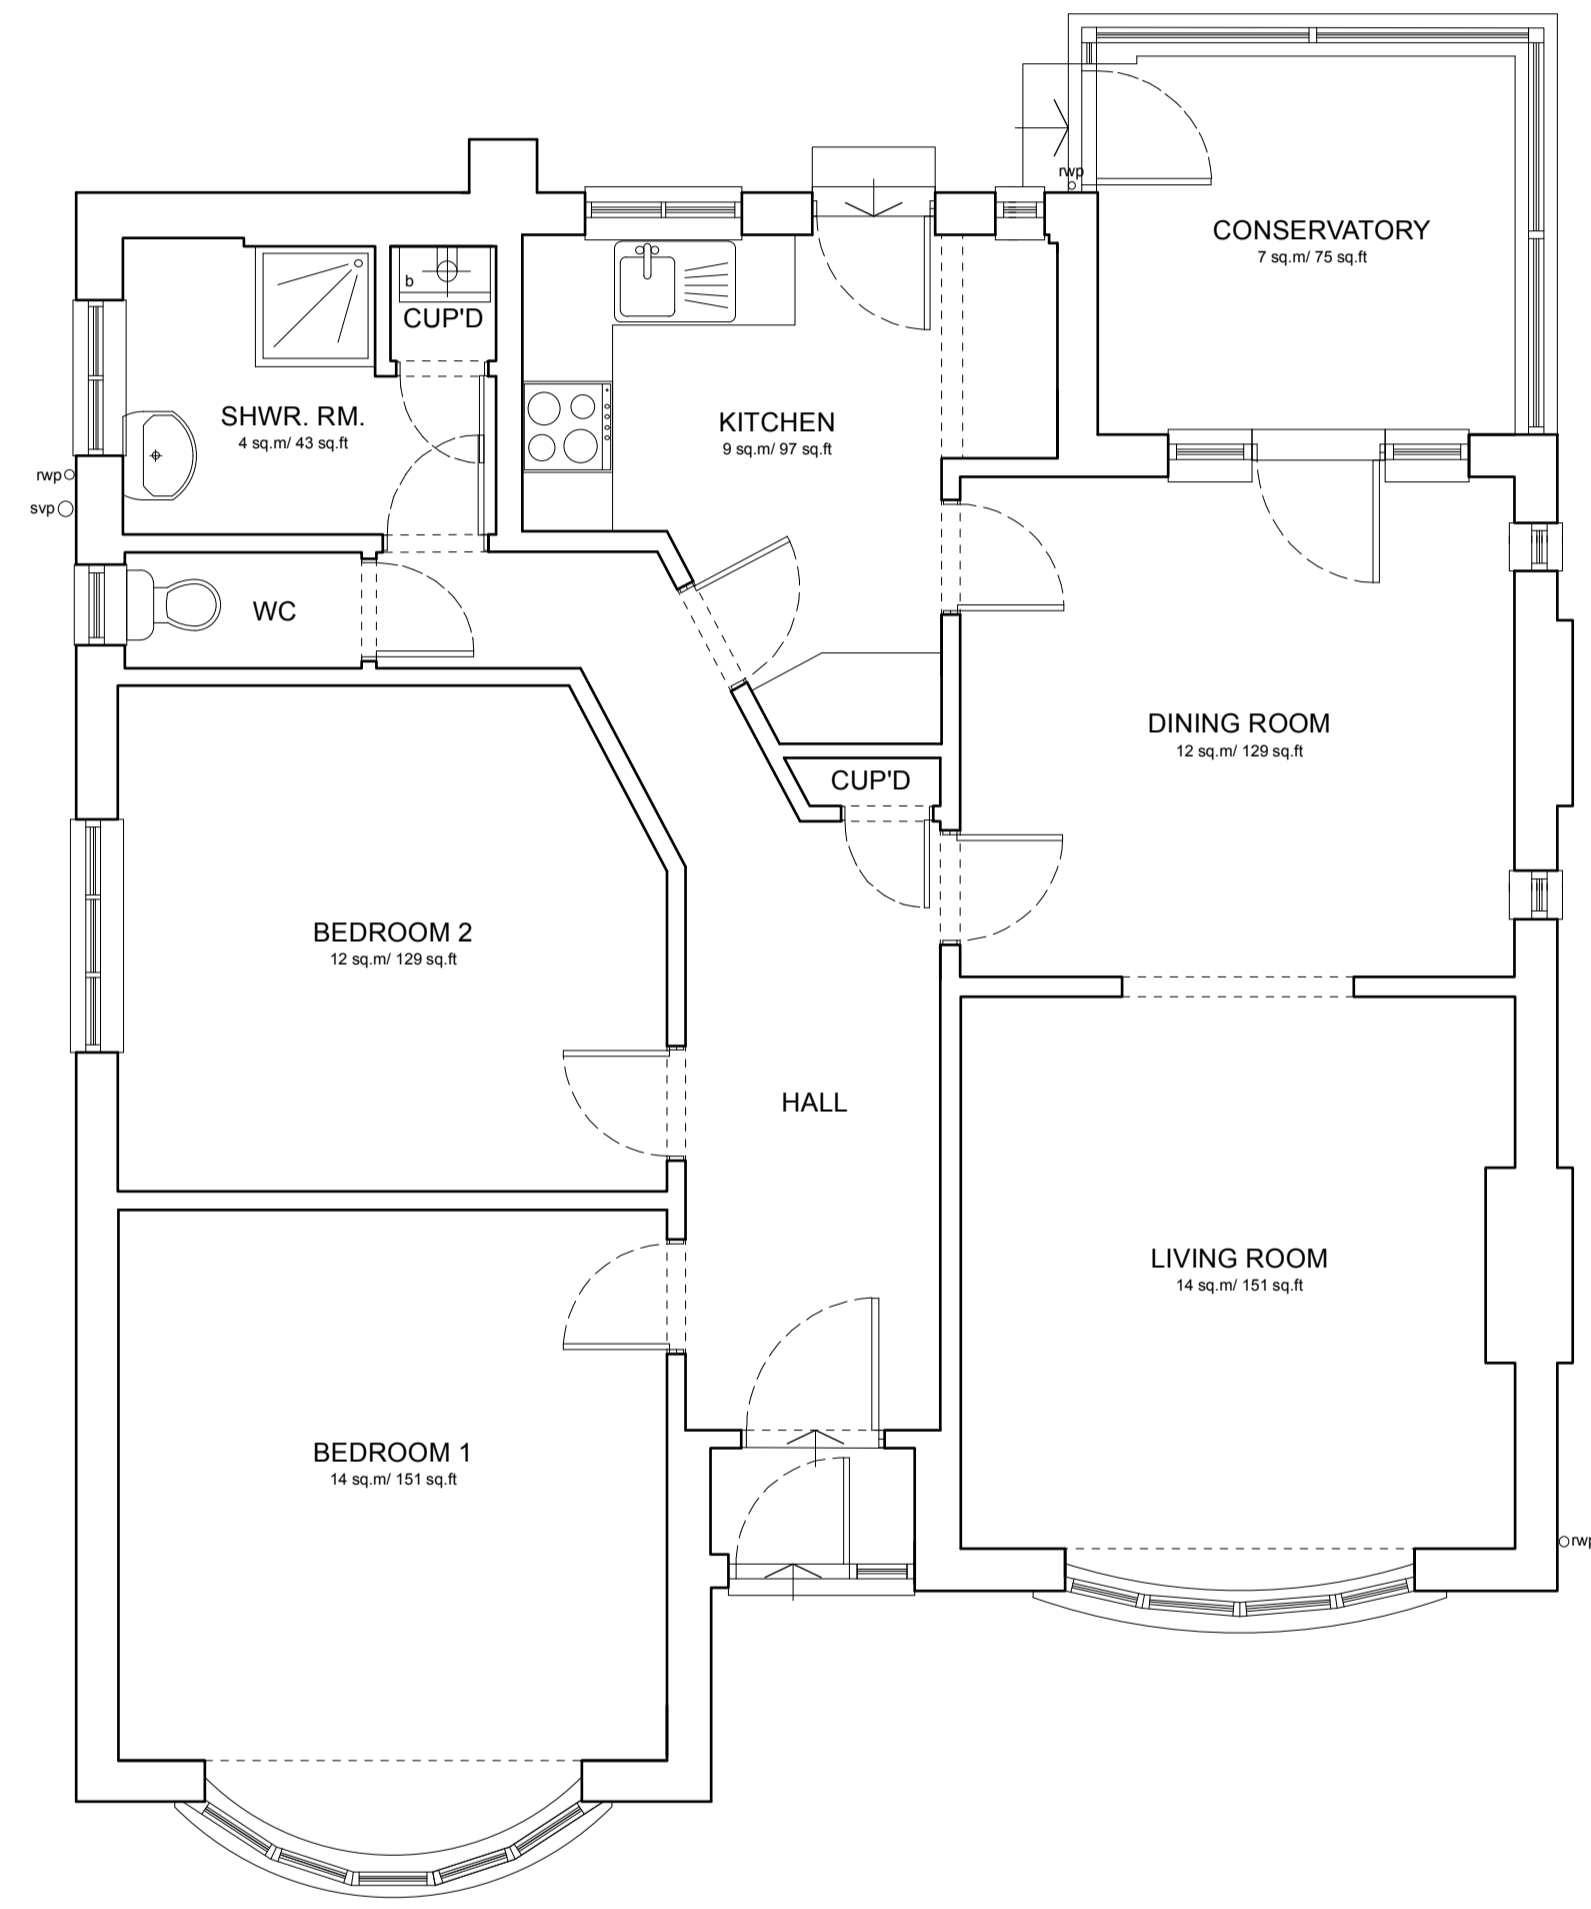 rwp
CONSERVATORY
7 sq.m/ 75 sq.ft
b
CUP'D
SHWR. RM.
4 sq.m/ 43 sq.ft
KITCHEN
9 sq.m/ 97 sq.ft
rwp
svp
WC
DINING ROOM
12 sq.m/ 129 sq.ft
CUP'D
BEDROOM 2
12 sq.m/ 129 sq.ft
HALL
LIVING ROOM
14 sq.m/ 151 sq.ft
BEDROOM 1
14 sq.m/ 151 sq.ft
rwp